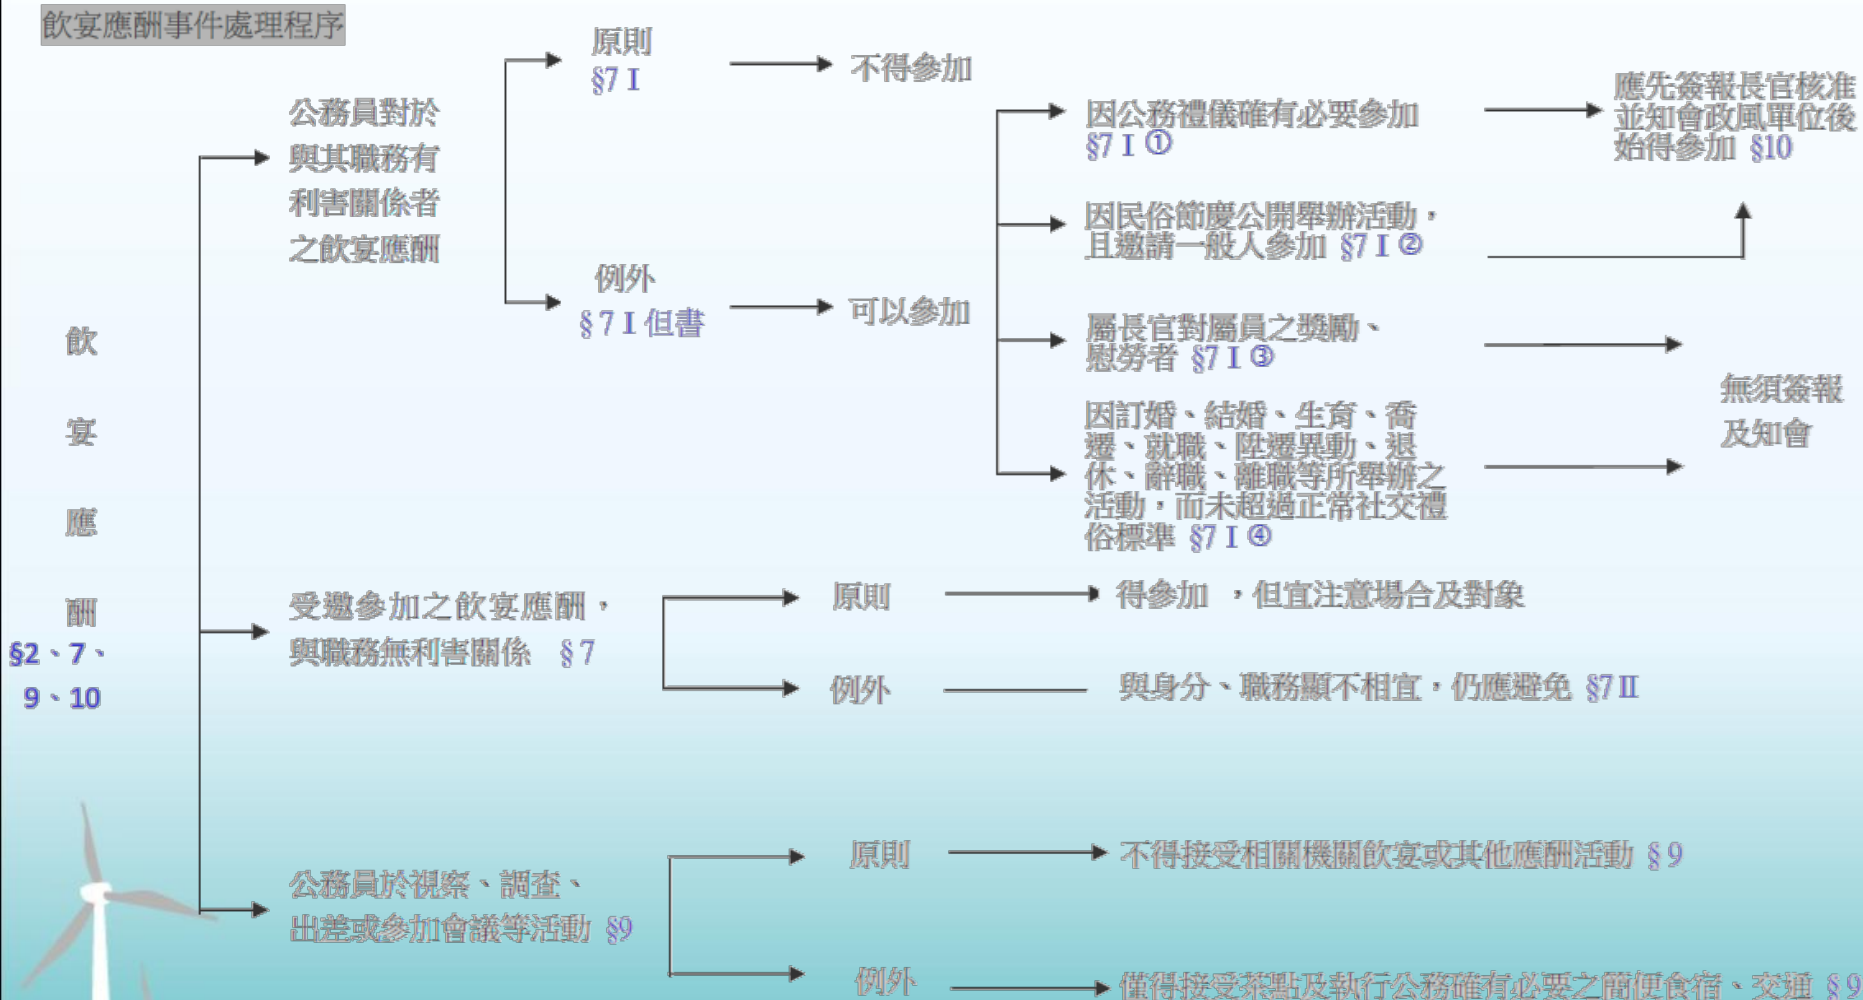 飲宴應酬事件處理程序
飲
宴
應
酬
§2、7、
9、10
公務員對於
與其職務有
利害關係者
之飲宴應酬
原則
§7 I
不得參加
例外
§7 I 但書
可以參加
因公務禮儀確有必要參加
§7 I ①
應先簽報長官核准
並知會政風單位後
始得參加 §10
因民俗節慶公開舉辦活動，
且邀請一般人參加 §7 I ②
屬長官對屬員之獎勵、
慰勞者 §7 I ③
因訂婚、結婚、生育、喬
遷、就職、陞遷異動、退
休、辭職、離職等所舉辦之
活動，而未超過正常社交禮
俗標準 §7 I ④
無須簽報
及知會
受邀參加之飲宴應酬，
與職務無利害關係 §7
原則
得參加 ，但宜注意場合及對象
例外
與身分、職務顯不相宜，仍應避免 §7 II
公務員於視察、調查、
出差或參加會議等活動 §9
原則
不得接受相關機關飲宴或其他應酬活動 §9
例外
僅得接受茶點及執行公務確有必要之簡便食宿、交通 §9